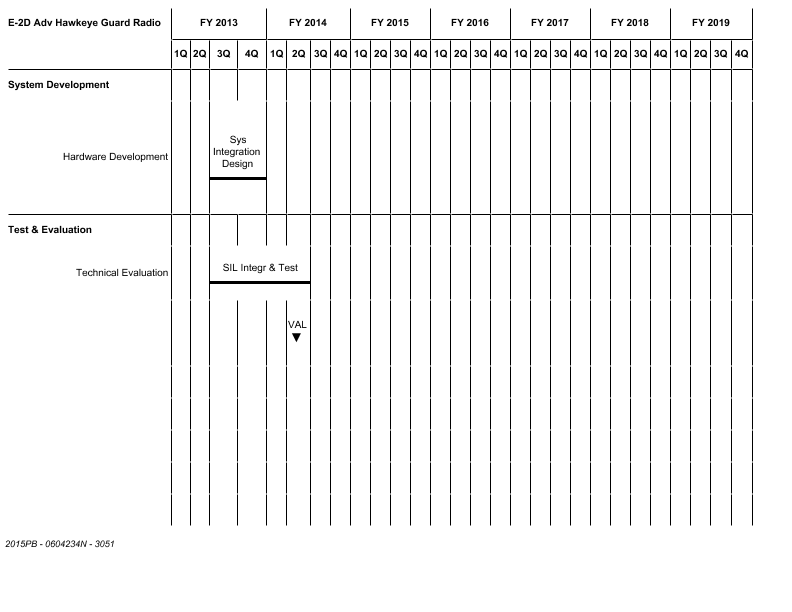 E-2D Adv Hawkeye Guard Radio FY 2013 FY 2014 FY 2015 FY 2016 FY 2017 FY 2018 FY 2019
1Q 2Q 3Q 4Q 1Q 2Q 3Q 4Q 1Q 2Q 3Q 4Q 1Q 2Q 3Q 4Q 1Q 2Q 3Q 4Q 1Q 2Q 3Q 4Q 1Q 2Q 3Q 4Q
System Development
Sys
Integration
Design
Hardware Development
Test & Evaluation
SIL Integr & Test
Technical Evaluation
VAL
2015PB - 0604234N - 3051